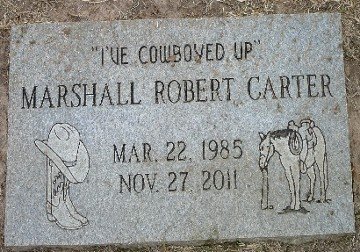 "I'VE COWBOYED UP"
MARSHALL ROBERT CARTER
MAR. 22, 1985
NOV. 27, 2011